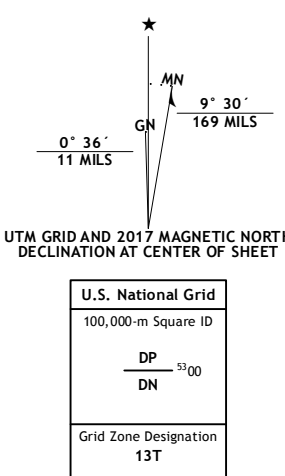 ★
MN
GN
9° 30´
169 MILS
0° 36´
11 MILS
UTM GRID AND 2017 MAGNETIC NORTH
DECLINATION AT CENTER OF SHEET
U.S. National Grid
100,000-m Square ID
DP
5300
DN
Grid Zone Designation
13T